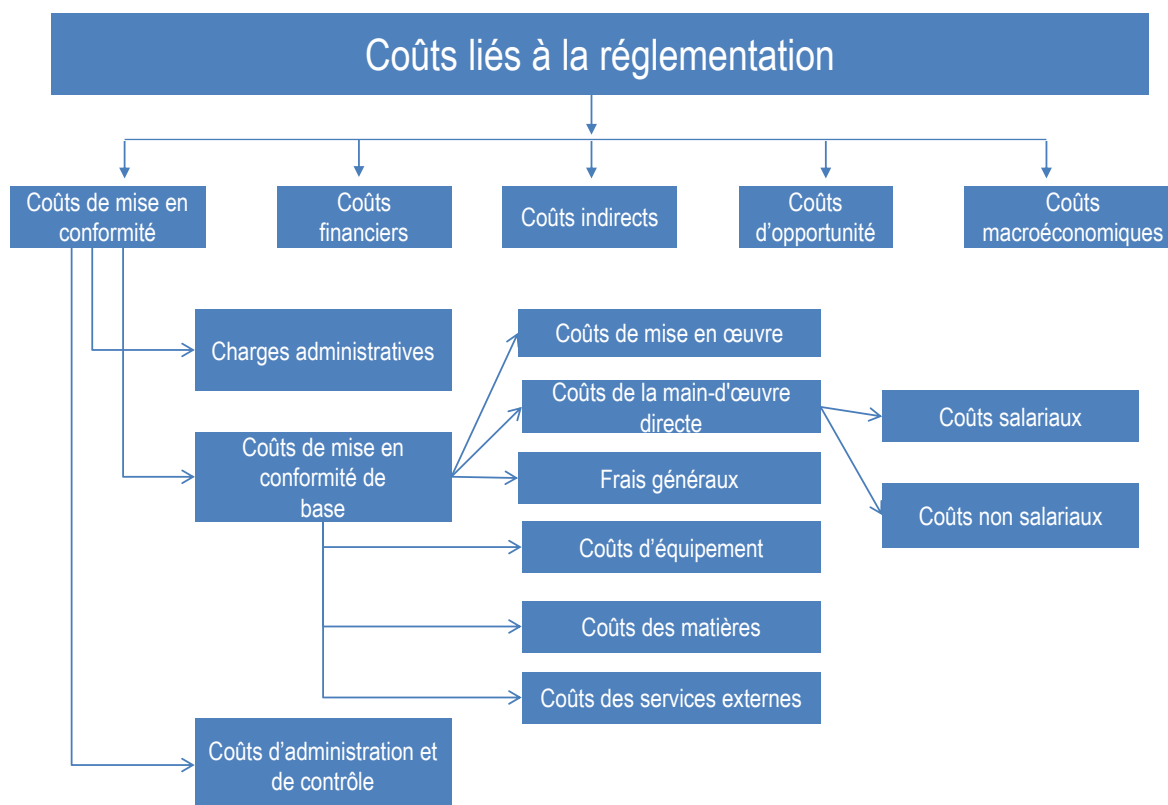 Coûts liés à la réglementation
Coûts de mise en
conformité
Coûts
financiers
Coûts indirects
Coûts
d’opportunité
Coûts
macroéconomiques
Charges administratives
Coûts de mise en
conformité de
base
Coûts d’administration et
de contrôle
Coûts de mise en œuvre
Coûts de la main-d'œuvre
directe
Frais généraux
Coûts d’équipement
Coûts des matières
Coûts des services externes
Coûts salariaux
Coûts non salariaux